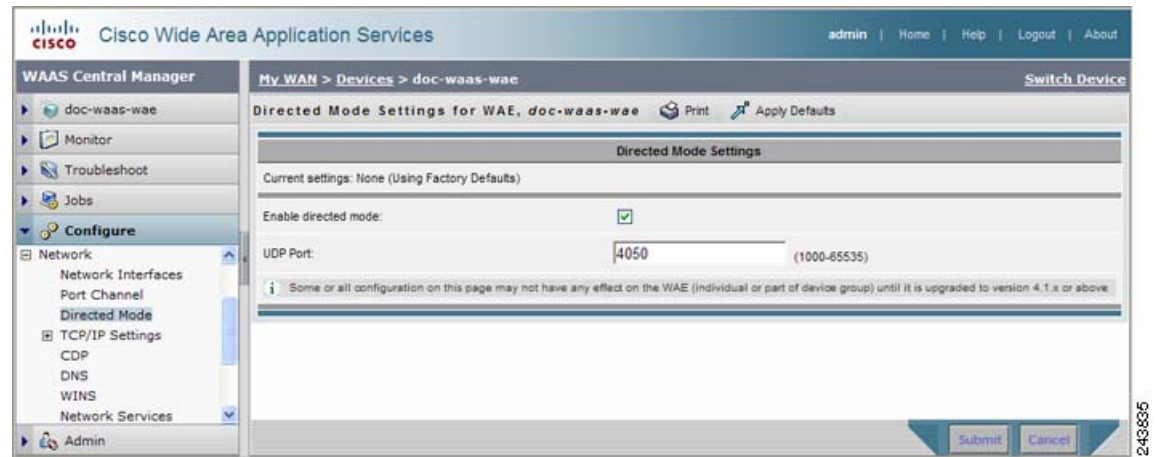 CISCO Cisco Wide Area Application Services
admin | Home | Help | Logout | About
WAAS Central Manager
doc-waas-wae
Monitor
Troubleshoot
Jobs
Configure
Network
Network Interfaces
Port Channel
Directed Mode
TCP/IP Settings
CDP
DNS
WINS
Network Services
Admin
My WAN > Devices > doc-waas-wae
Switch Device
Directed Mode Settings for WAE, doc-waas-wae Print Apply Defaults
Directed Mode Settings
Current settings: None (Using Factory Defaults)
Enable directed mode:
UDP Port: 4050 (1000-65535)
i Some or all configuration on this page may not have any effect on the WAE (individual or part of device group) until it is upgraded to version 4.1.x or above
Submit Cancel
243835